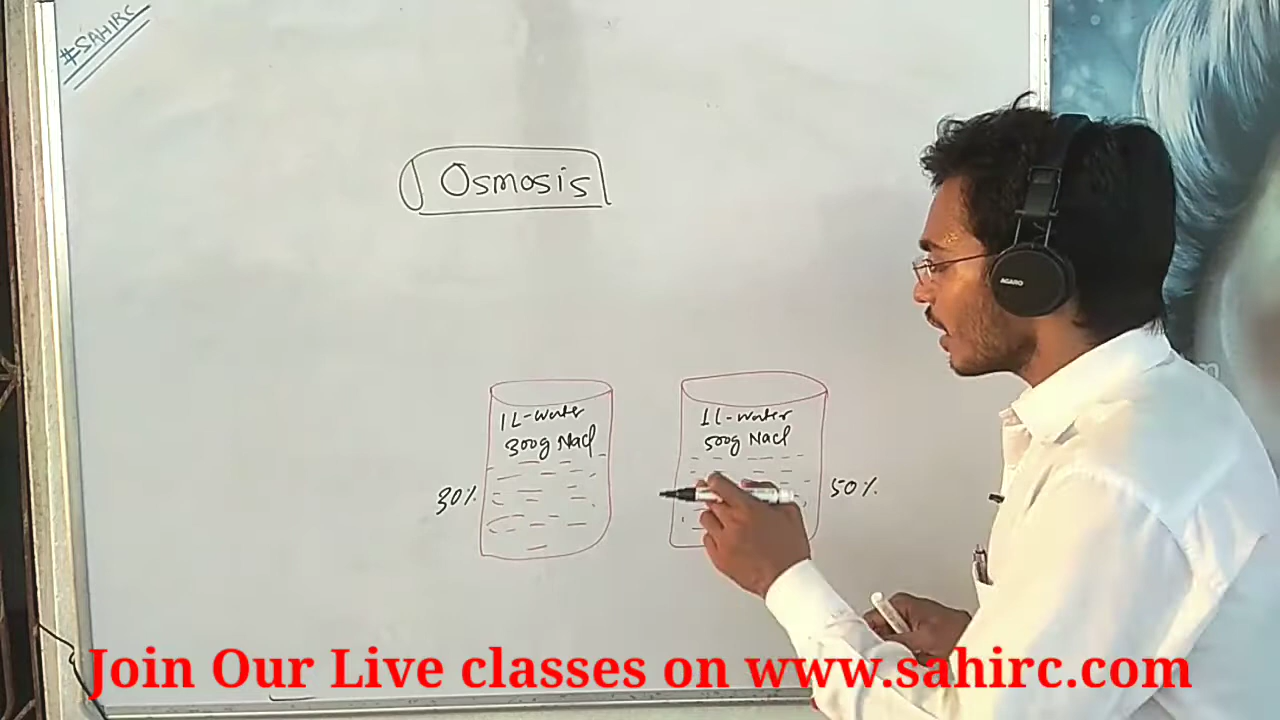 #SAHIRC
Osmosis
1L-water
300g Nacl
30%
1L-water
500g Nacl
50%
AGARO
Join Our Live classes on www.sahirc.com